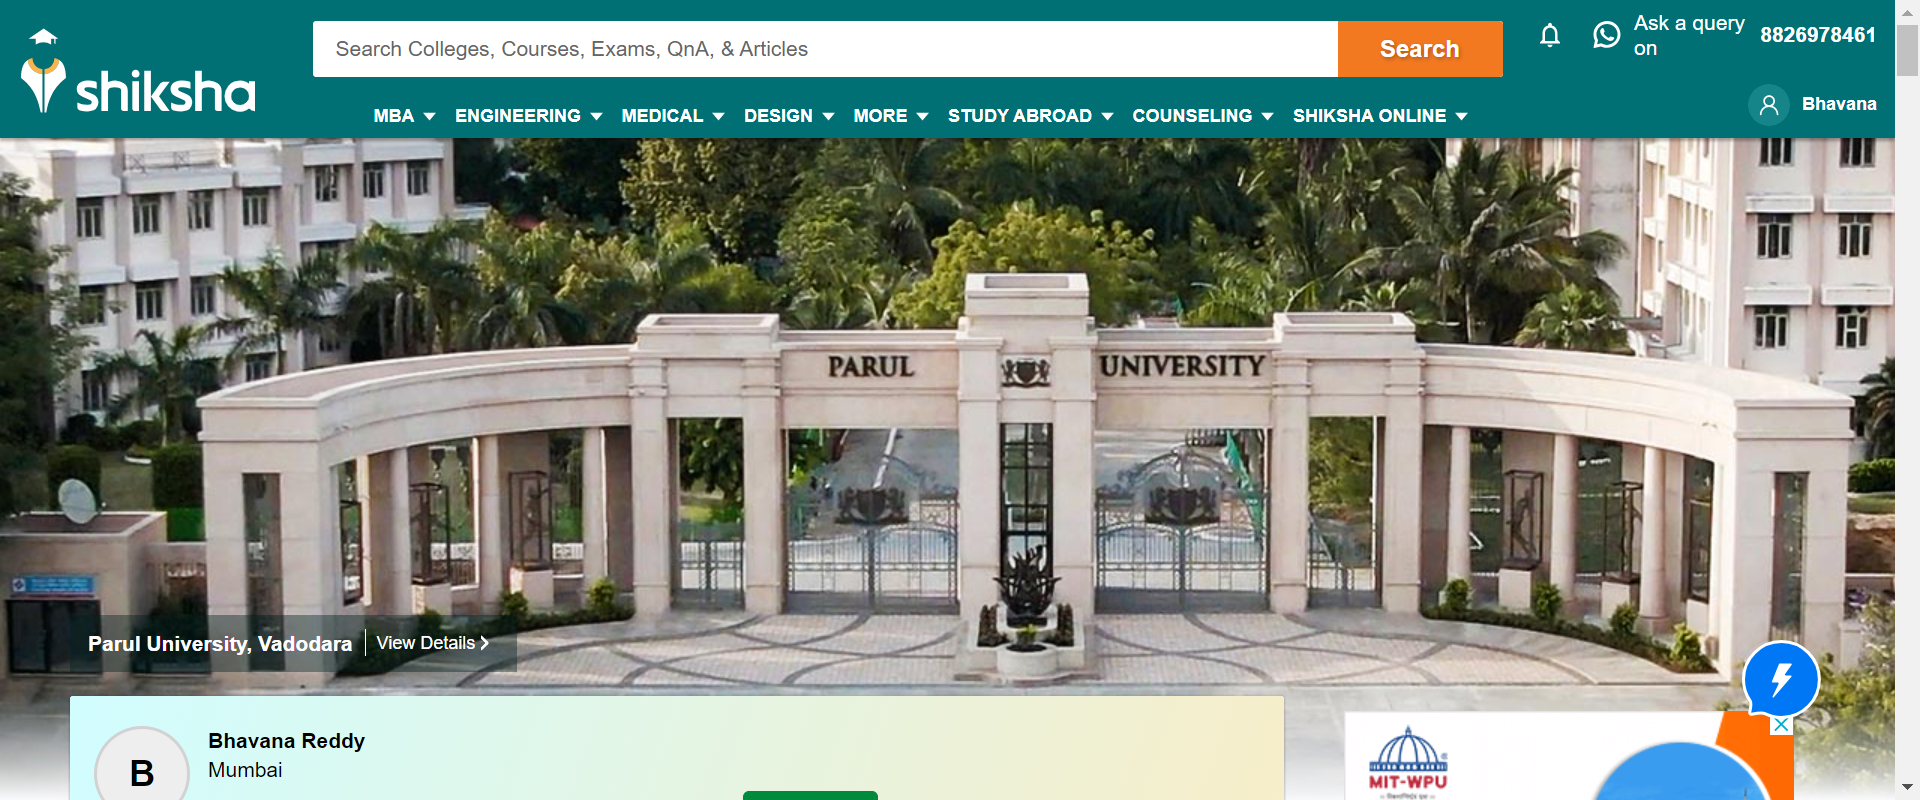 shiksha
Search Colleges, Courses, Exams, QnA, & Articles
Search
Ask a query on
8826978461
MBA
ENGINEERING
MEDICAL
DESIGN
MORE
STUDY ABROAD
COUNSELING
SHIKSHA ONLINE
Bhavana
PARUL UNIVERSITY
Parul University, Vadodara
View Details
B
Bhavana Reddy
Mumbai
MIT-WPU